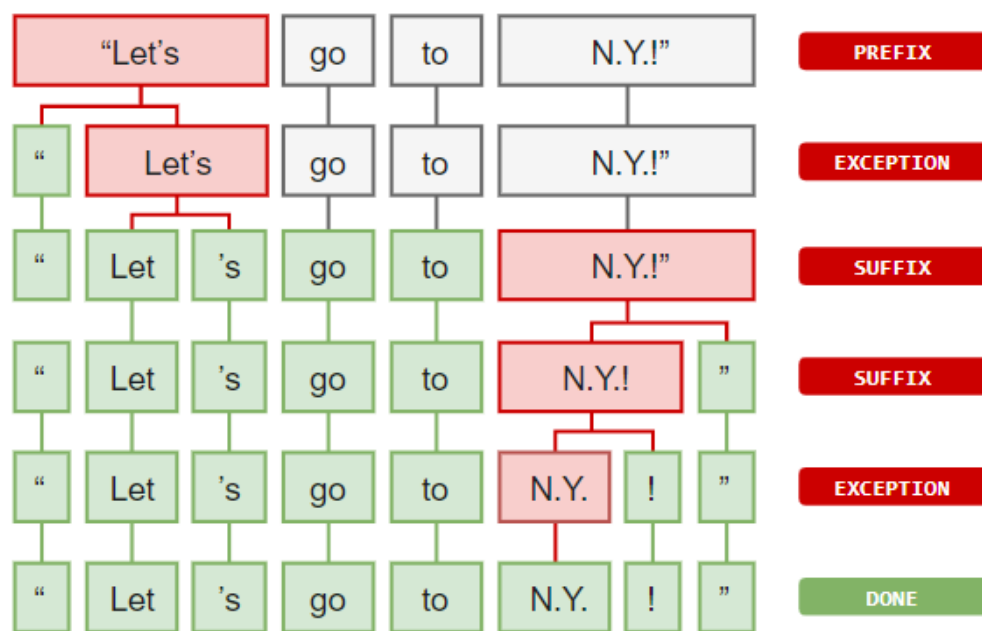 “Let’s go to N.Y.!” PREFIX
“ Let’s go to N.Y.!” EXCEPTION
“ Let ’s go to N.Y.!” SUFFIX
“ Let ’s go to N.Y.! ” SUFFIX
“ Let ’s go to N.Y. ! ” EXCEPTION
“ Let ’s go to N.Y. ! ” DONE